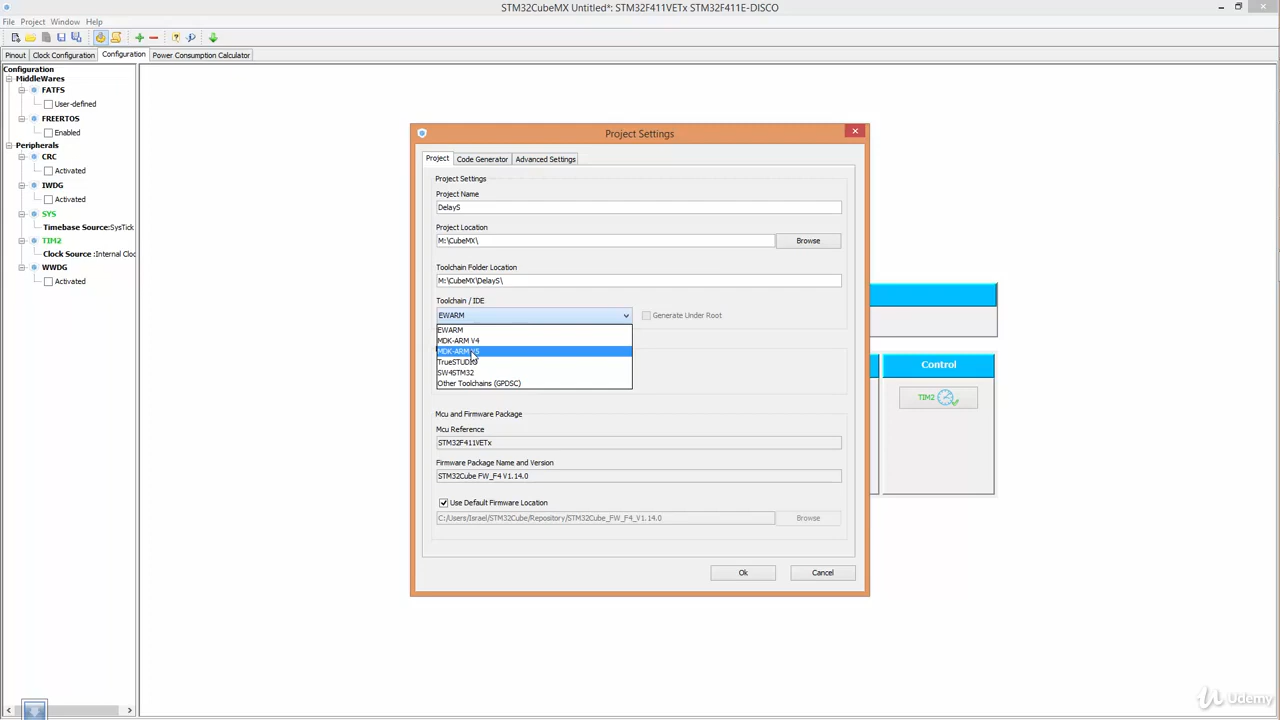 STM32CubeMX Untitled*: STM32F411VETx STM32F411E-DISCO
File Project Window Help
Pinout Clock Configuration Configuration Power Consumption Calculator
Configuration
MiddleWares
FATFS
User-defined
FREERTOS
Enabled
Peripherals
CRC
Activated
IWDG
Activated
SYS
Timebase Source:SysTick
TIM2
Clock Source :Internal Cloc
WWDG
Activated
Project Settings
Project Code Generator Advanced Settings
Project Settings
Project Name
DelayS
Project Location
M:\CubeMX\ Browse
Toolchain Folder Location
M:\CubeMX\DelayS\
Toolchain / IDE
EWARM Generate Under Root
EWARM
MDK-ARM V4
MDK-ARM V5
TrueSTUDIO
SW4STM32
Other Toolchains (GPDSC)
Mcu and Firmware Package
Mcu Reference
STM32F411VETx
Firmware Package Name and Version
STM32Cube FW_F4 V1.14.0
Use Default Firmware Location
C:/Users/Israel/STM32Cube/Repository/STM32Cube_FW_F4_V1.14.0 Browse
Ok Cancel
Control
TIM2
Udemy